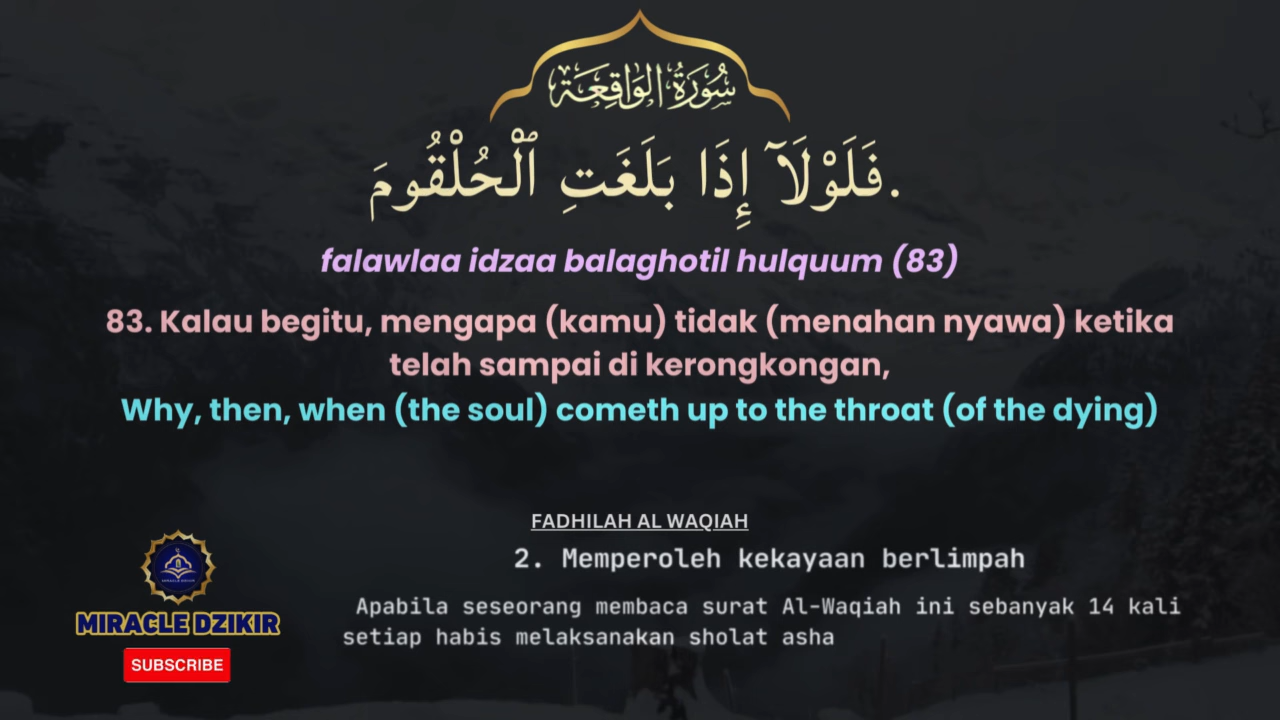 سُورَةُ الوَاقِعَة
فَلَوْلَآ إِذَا بَلَغَتِ ٱلْحُلْقُومَ.
falawlaa idzaa balaghotil hulquum (83)
83. Kalau begitu, mengapa (kamu) tidak (menahan nyawa) ketika
telah sampai di kerongkongan,
Why, then, when (the soul) cometh up to the throat (of the dying)
FADHILAH AL WAQIAH
2. Memperoleh kekayaan berlimpah
Apabila seseorang membaca surat Al-Waqiah ini sebanyak 14 kali
setiap habis melaksanakan sholat asha
MIRACLE DZIKIR
MIRACLE DZIKIR
SUBSCRIBE